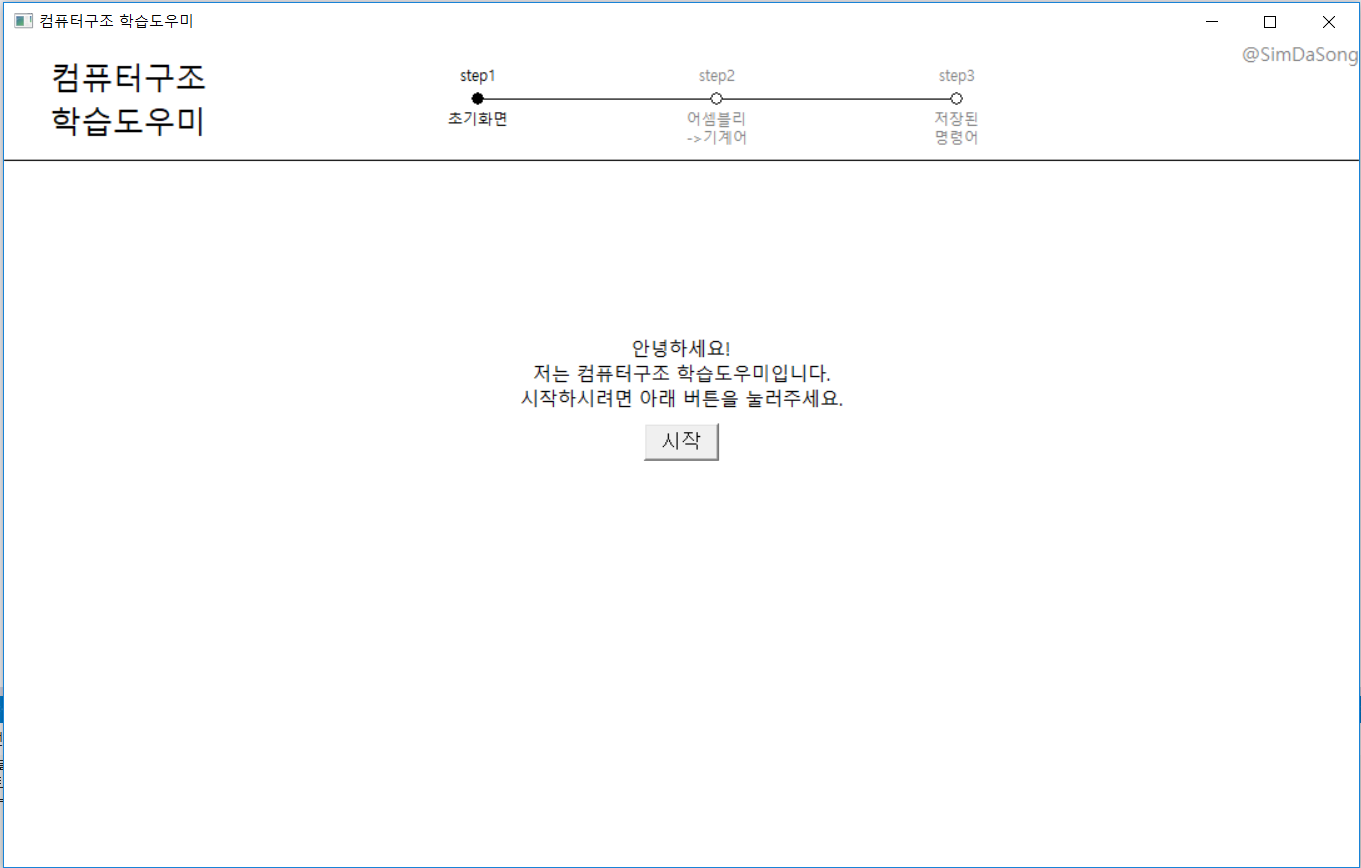 컴퓨터구조 학습도우미
@SimDaSong
컴퓨터구조
학습도우미
step1
초기화면
step2
어셈블리
->기계어
step3
저장된
명령어
안녕하세요!
저는 컴퓨터구조 학습도우미입니다.
시작하시려면 아래 버튼을 눌러주세요.
시작